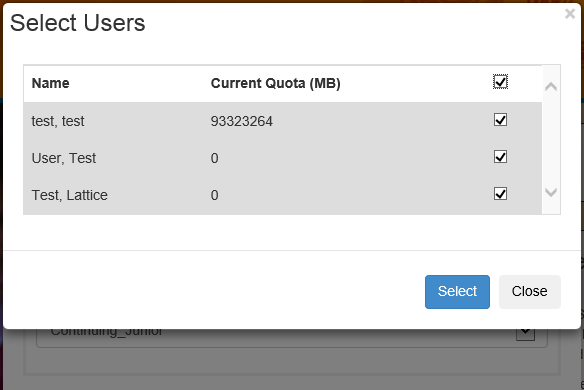 Select Users
×
Name Current Quota (MB)
test, test 93323264
User, Test 0
Test, Lattice 0
Select Close
Continuing_Junior